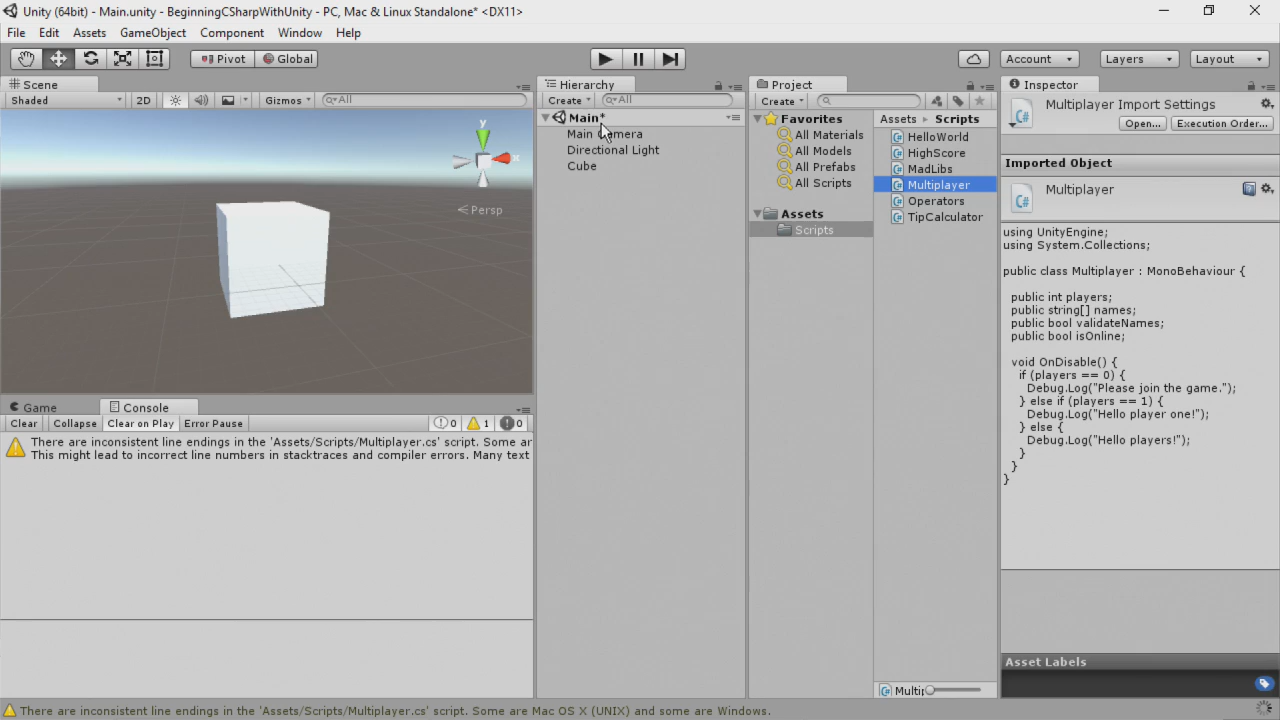 Unity (64bit) - Main.unity - BeginningCSharpWithUnity - PC, Mac & Linux Standalone* <DX11>
File Edit Assets GameObject Component Window Help
Pivot Global Account Layers Layout
Scene
Shaded 2D Gizmos All
y
x
Persp
Game Console
Clear Collapse Clear on Play Error Pause 0 1 0
There are inconsistent line endings in the 'Assets/Scripts/Multiplayer.cs' script. Some ar
This might lead to incorrect line numbers in stacktraces and compiler errors. Many text
Hierarchy
Create All
Main*
Main Camera
Directional Light
Cube
Project
Create
Favorites
All Materials
All Models
All Prefabs
All Scripts
Assets
Scripts
Assets Scripts
C# HelloWorld
C# HighScore
C# MadLibs
C# Multiplayer
C# Operators
C# TipCalculator
C# Multip
Inspector
C# Multiplayer Import Settings
Open... Execution Order...
Imported Object
C# Multiplayer
using UnityEngine;
using System.Collections;
public class Multiplayer : MonoBehaviour {
public int players;
public string[] names;
public bool validateNames;
public bool isOnline;
void OnDisable() {
if (players == 0) {
Debug.Log("Please join the game.");
} else if (players == 1) {
Debug.Log("Hello player one!");
} else {
Debug.Log("Hello players!");
}
}
}
Asset Labels
There are inconsistent line endings in the 'Assets/Scripts/Multiplayer.cs' script. Some are Mac OS X (UNIX) and some are Windows.